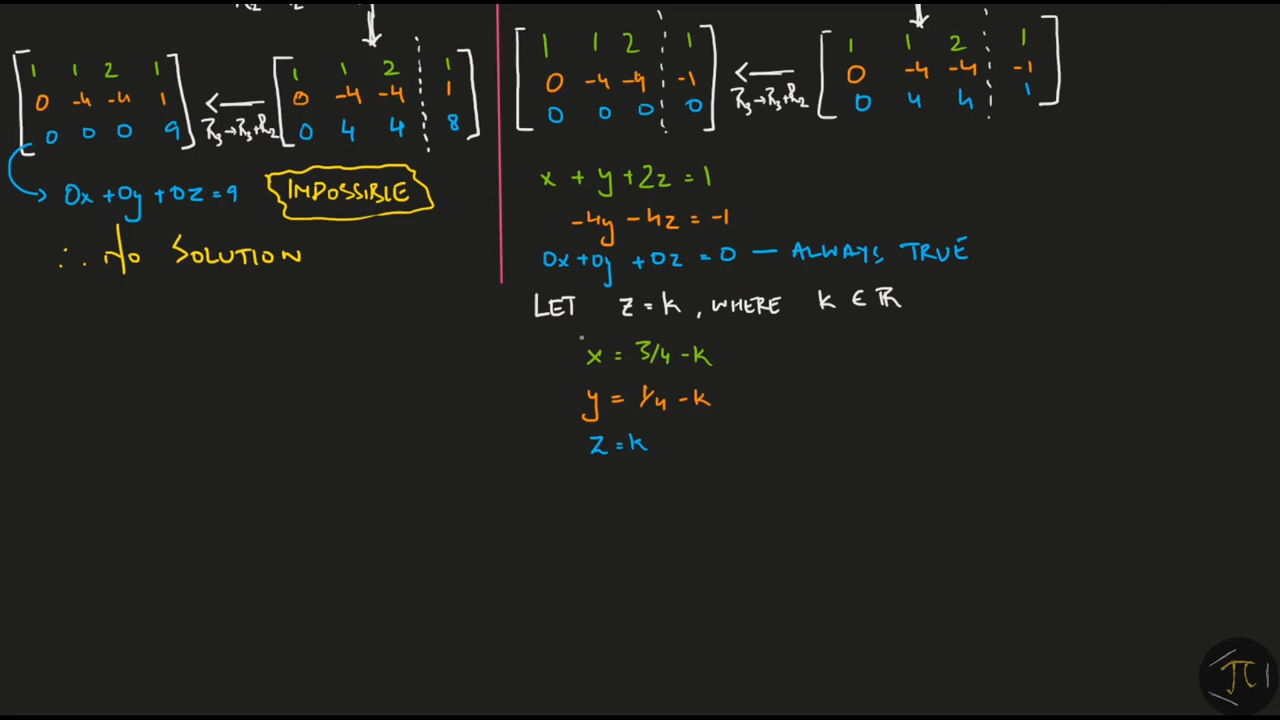 1 1 2 1
0 -4 -4 1
0 0 0 9
R₃→R₃+R₂
1 1 2 1
0 -4 -4 1
0 4 4 8
0x + 0y + 0z = 9 IMPOSSIBLE
∴ No SOLUTION
1 1 2 1
0 -4 -4 -1
0 0 0 0
R₃→R₃+R₂
1 1 2 1
0 -4 -4 -1
0 4 4 1
x + y + 2z = 1
-4y - 4z = -1
0x + 0y + 0z = 0 — ALWAYS TRUE
LET z = k, WHERE k ∈ ℝ
x = 3/4 - k
y = 1/4 - k
z = k